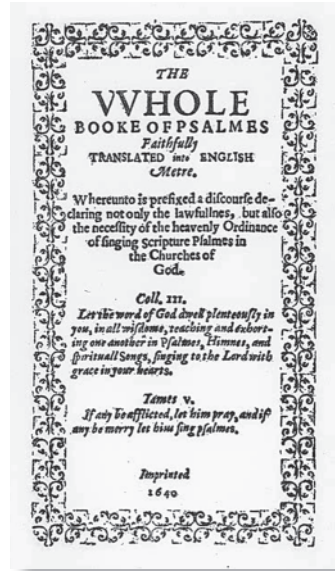 THE
VVHOLE
BOOKE OF PSALMES
Faithfully
TRANSLATED into ENGLISH
Metre.
Whereunto is prefixed a discourse de-
claring not only the lawfullnes, but also
the necessity of the heavenly Ordinance
of singing Scripture Psalmes in
the Churches of
God.
Coll. III.
Let the word of God dwell plenteously in
you, in all wisdome, teaching and exhort-
ing one another in Psalmes, Himnes, and
spirituall Songs, singing to the Lord with
grace in your hearts.
Iames v.
If any be afflicted, let him pray, and if
any be merry let him sing psalmes.
Imprinted
1640